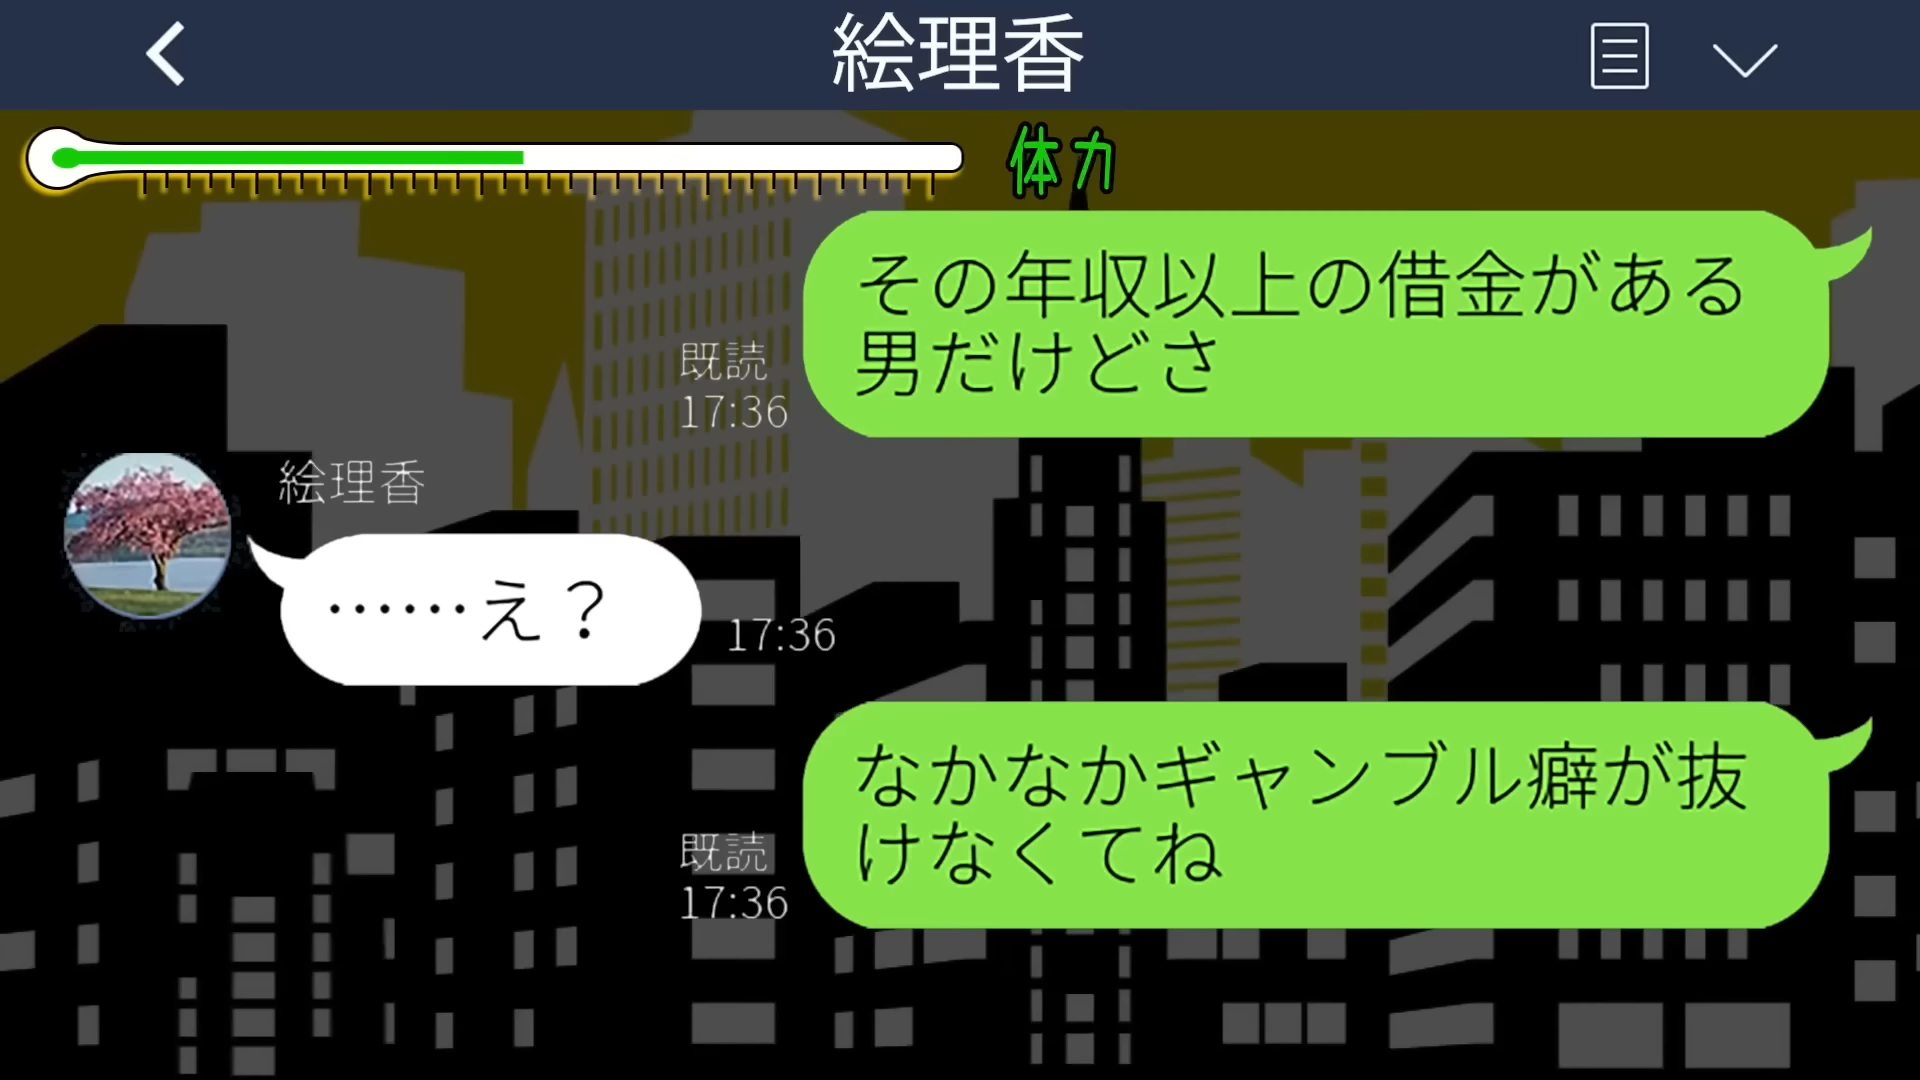 絵理香
体力
その年収以上の借金がある
男だけどさ
既読
17:36
絵理香
……え？
17:36
なかなかギャンブル癖が抜
けなくてね
既読
17:36